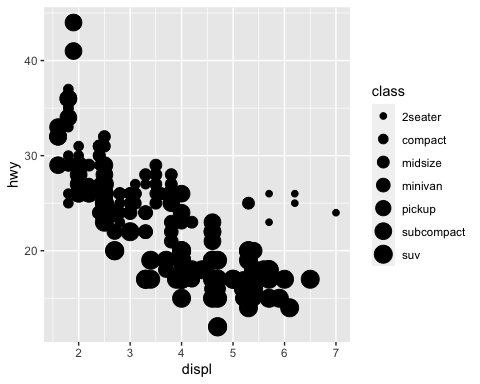 hwy
40
30
20
2
3
4
5
6
7
displ
class
2seater
compact
midsize
minivan
pickup
subcompact
suv